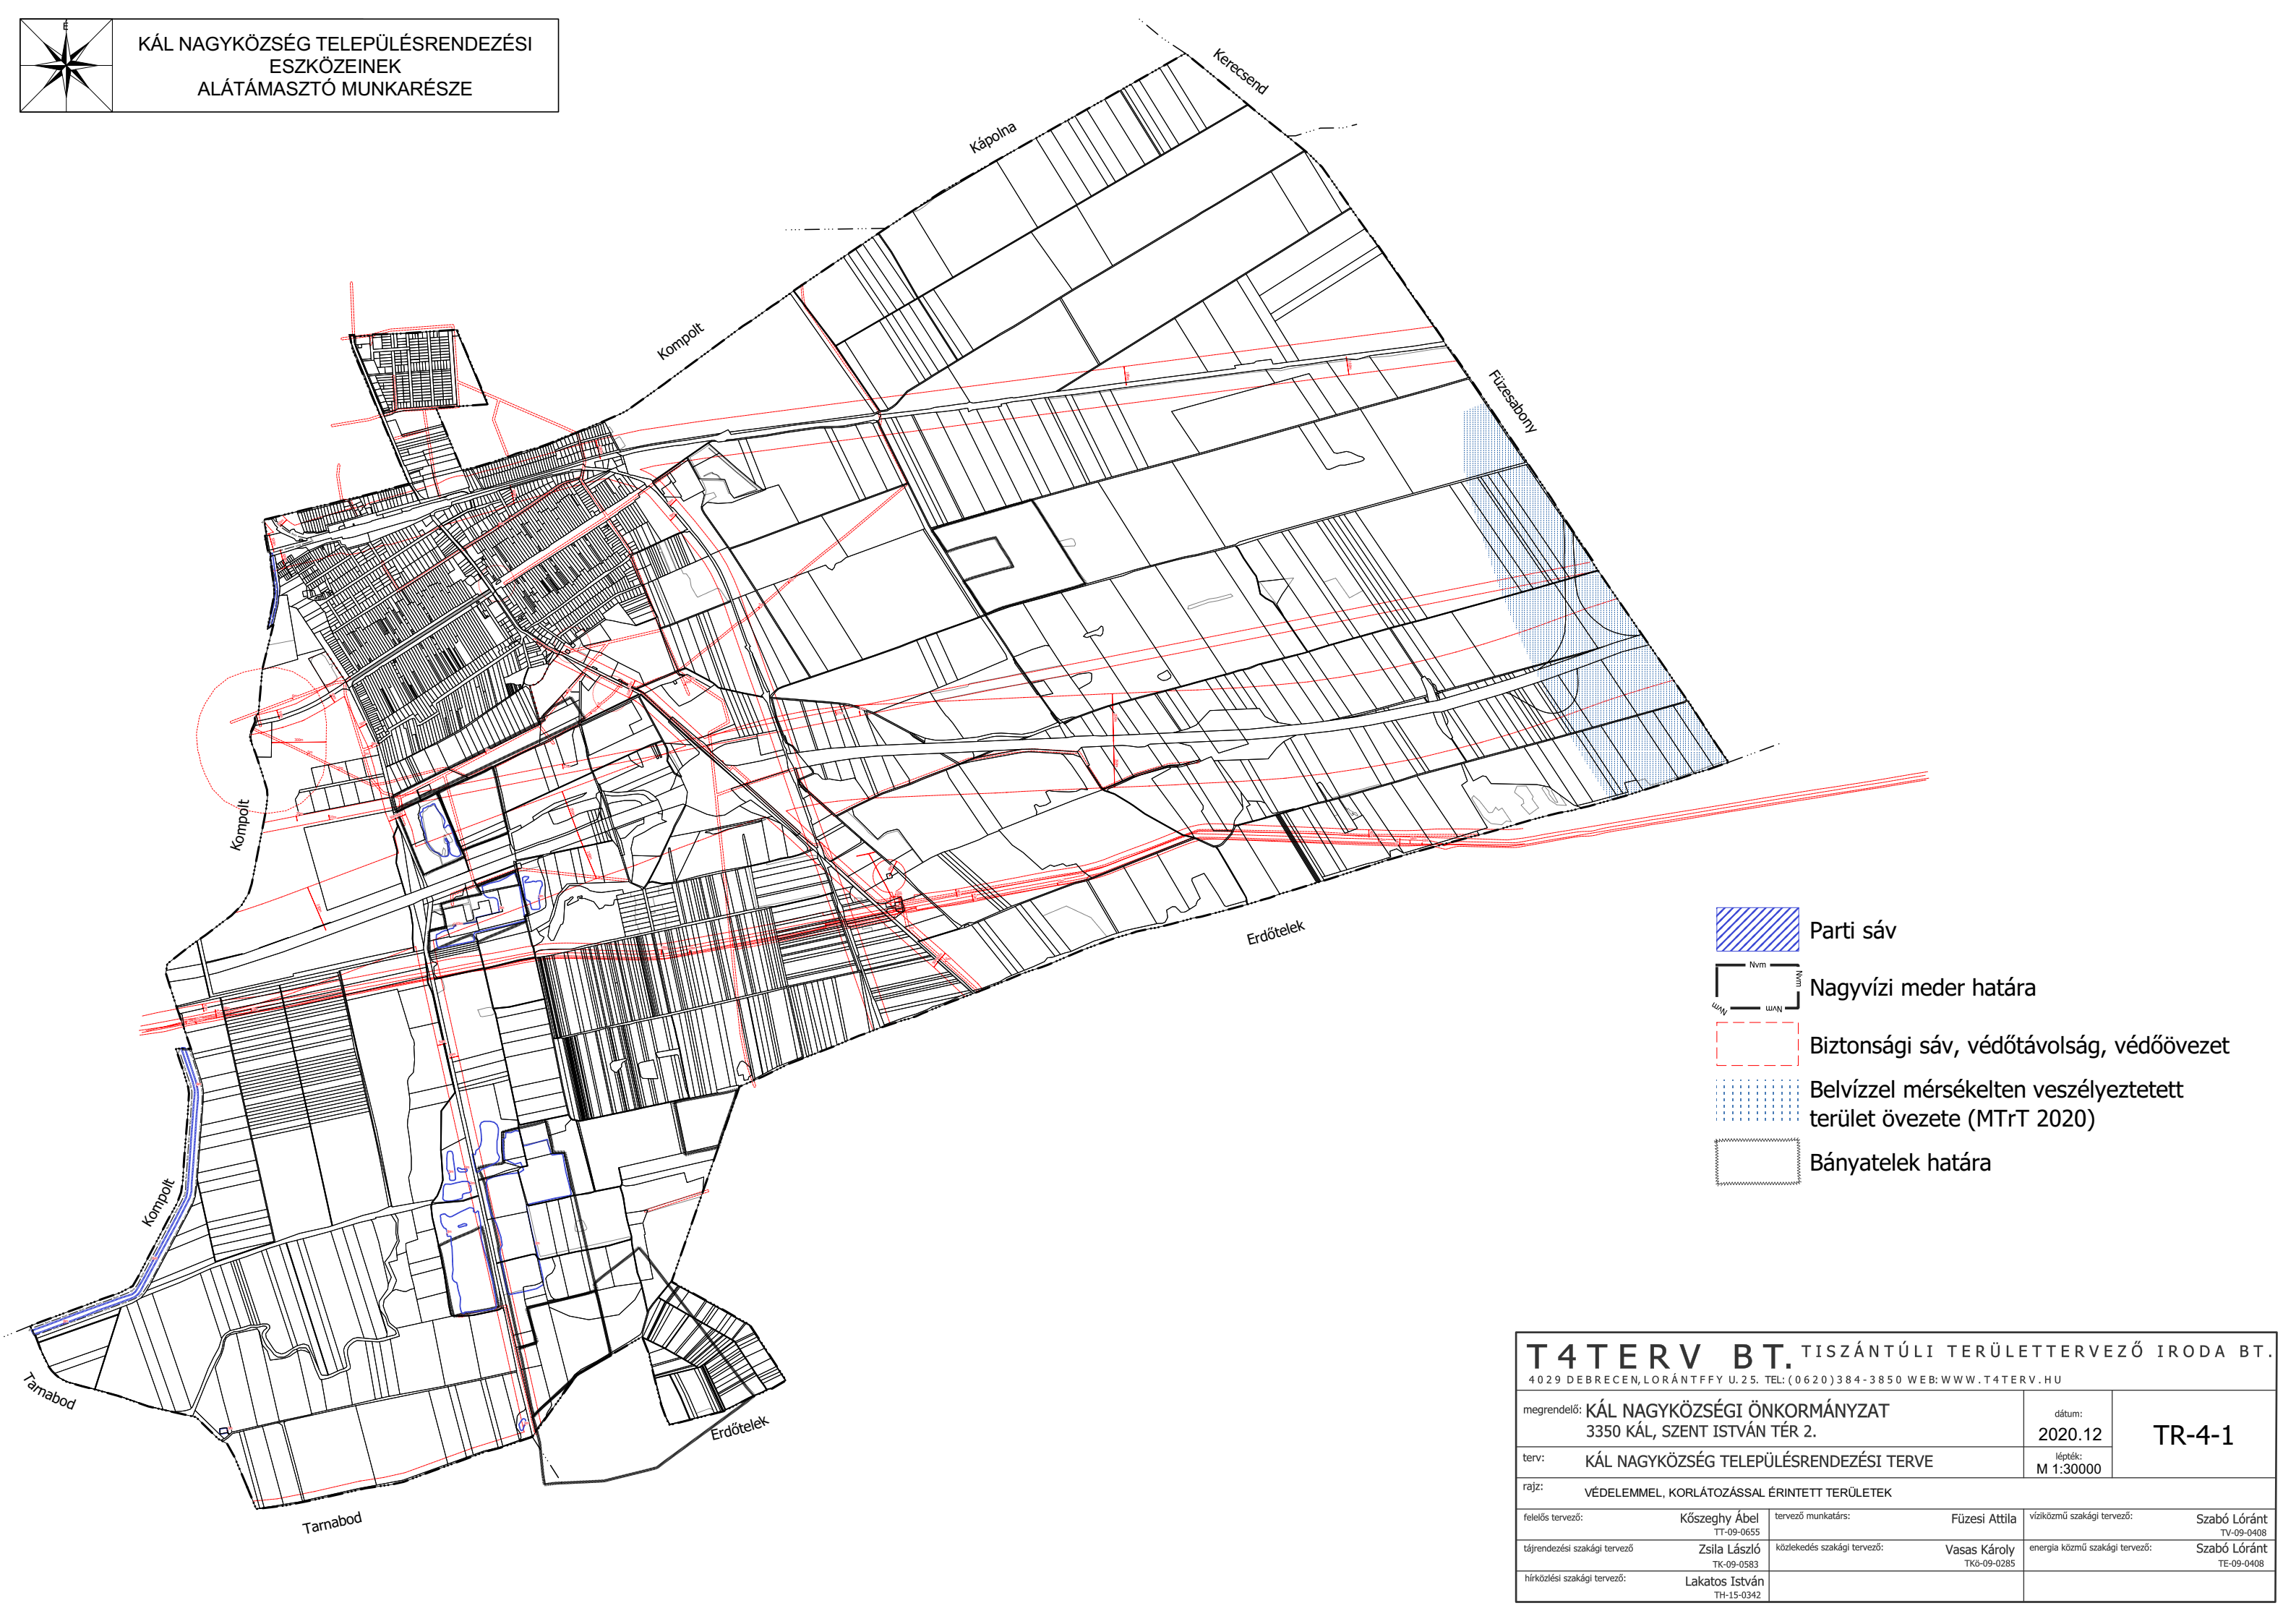 É
KÁL NAGYKÖZSÉG TELEPÜLÉSRENDEZÉSI
ESZKÖZEINEK
ALÁTÁMASZTÓ MUNKARÉSZE
Kerecsend
Kápolna
Kompolt
Füzesabony
Kompolt
Erdőtelek
Kompolt
Tarnabod
Erdőtelek
Tarnabod
Parti sáv
Nvm
Nvm
Nvm
Nvm
Nagyvízi meder határa
Biztonsági sáv, védőtávolság, védőövezet
Belvízzel mérsékelten veszélyeztetett
terület övezete (MTrT 2020)
Bányatelek határa
T4TERV BT. TISZÁNTÚLI TERÜLETTERVEZŐ IRODA BT.
4029 DEBRECEN, LORÁNTFFY U. 25. TEL: (0620)384-3850 WEB: WWW.T4TERV.HU
megrendelő: KÁL NAGYKÖZSÉGI ÖNKORMÁNYZAT
3350 KÁL, SZENT ISTVÁN TÉR 2.
dátum:
2020.12
TR-4-1
terv: KÁL NAGYKÖZSÉG TELEPÜLÉSRENDEZÉSI TERVE
lépték:
M 1:30000
rajz: VÉDELEMMEL, KORLÁTOZÁSSAL ÉRINTETT TERÜLETEK
felelős tervező: Kőszeghy Ábel
TT-09-0655
tervező munkatárs: Füzesi Attila
víziközmű szakági tervező: Szabó Lóránt
TV-09-0408
tájrendezési szakági tervező Zsila László
TK-09-0583
közlekedés szakági tervező: Vasas Károly
TKö-09-0285
energia közmű szakági tervező: Szabó Lóránt
TE-09-0408
hírközlési szakági tervező: Lakatos István
TH-15-0342